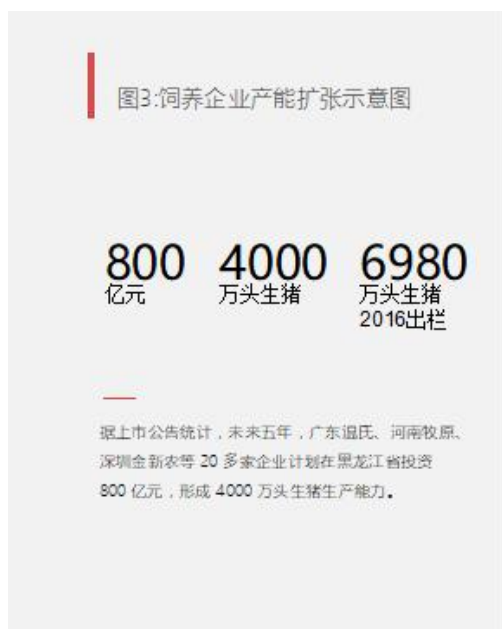 图3:饲养企业产能扩张示意图
800 4000 6980
亿元 万头生猪 万头生猪
2016出栏
据上市公告统计，未来五年，广东温氏、河南牧原、
深圳金新农等 20 多家企业计划在黑龙江省投资
800 亿元，形成 4000 万头生猪生产能力。